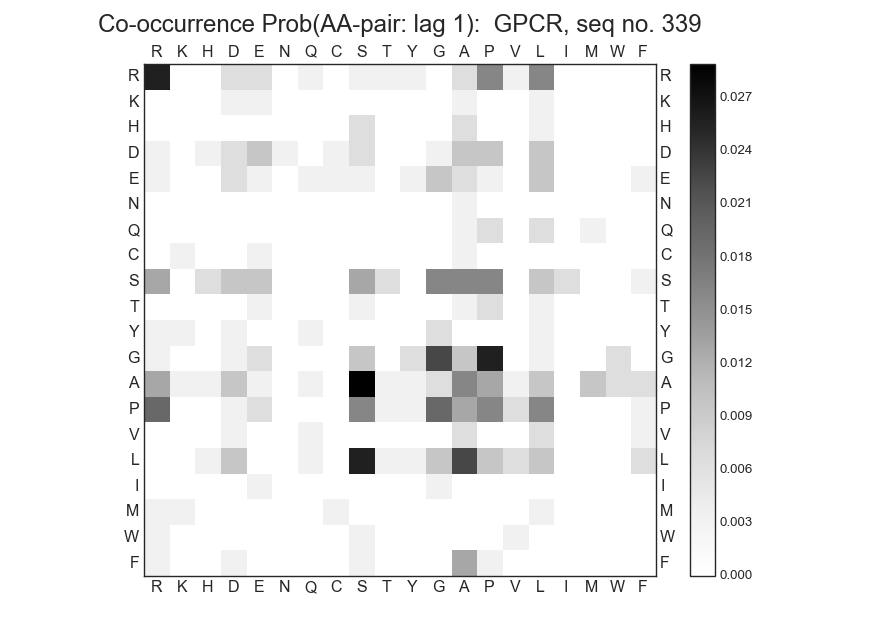 Co-occurrence Prob(AA-pair: lag 1):  GPCR, seq no. 339
R K H D E N Q C S T Y G A P V L I M W F
R R
K K
H H
D D
E E
N N
Q Q
C C
S S
T T
Y Y
G G
A A
P P
V V
L L
I I
M M
W W
F F
R K H D E N Q C S T Y G A P V L I M W F
0.027
0.024
0.021
0.018
0.015
0.012
0.009
0.006
0.003
0.000